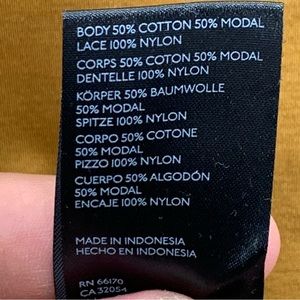 BODY 50% COTTON 50% MODAL
LACE 100% NYLON
CORPS 50% COTON 50% MODAL
DENTELLE 100% NYLON
KÖRPER 50% BAUMWOLLE
50% MODAL
SPITZE 100% NYLON
CORPO 50% COTONE
50% MODAL
PIZZO 100% NYLON
CUERPO 50% ALGODÓN
50% MODAL
ENCAJE 100% NYLON
MADE IN INDONESIA
HECHO EN INDONESIA
RN 66170
CA 32054